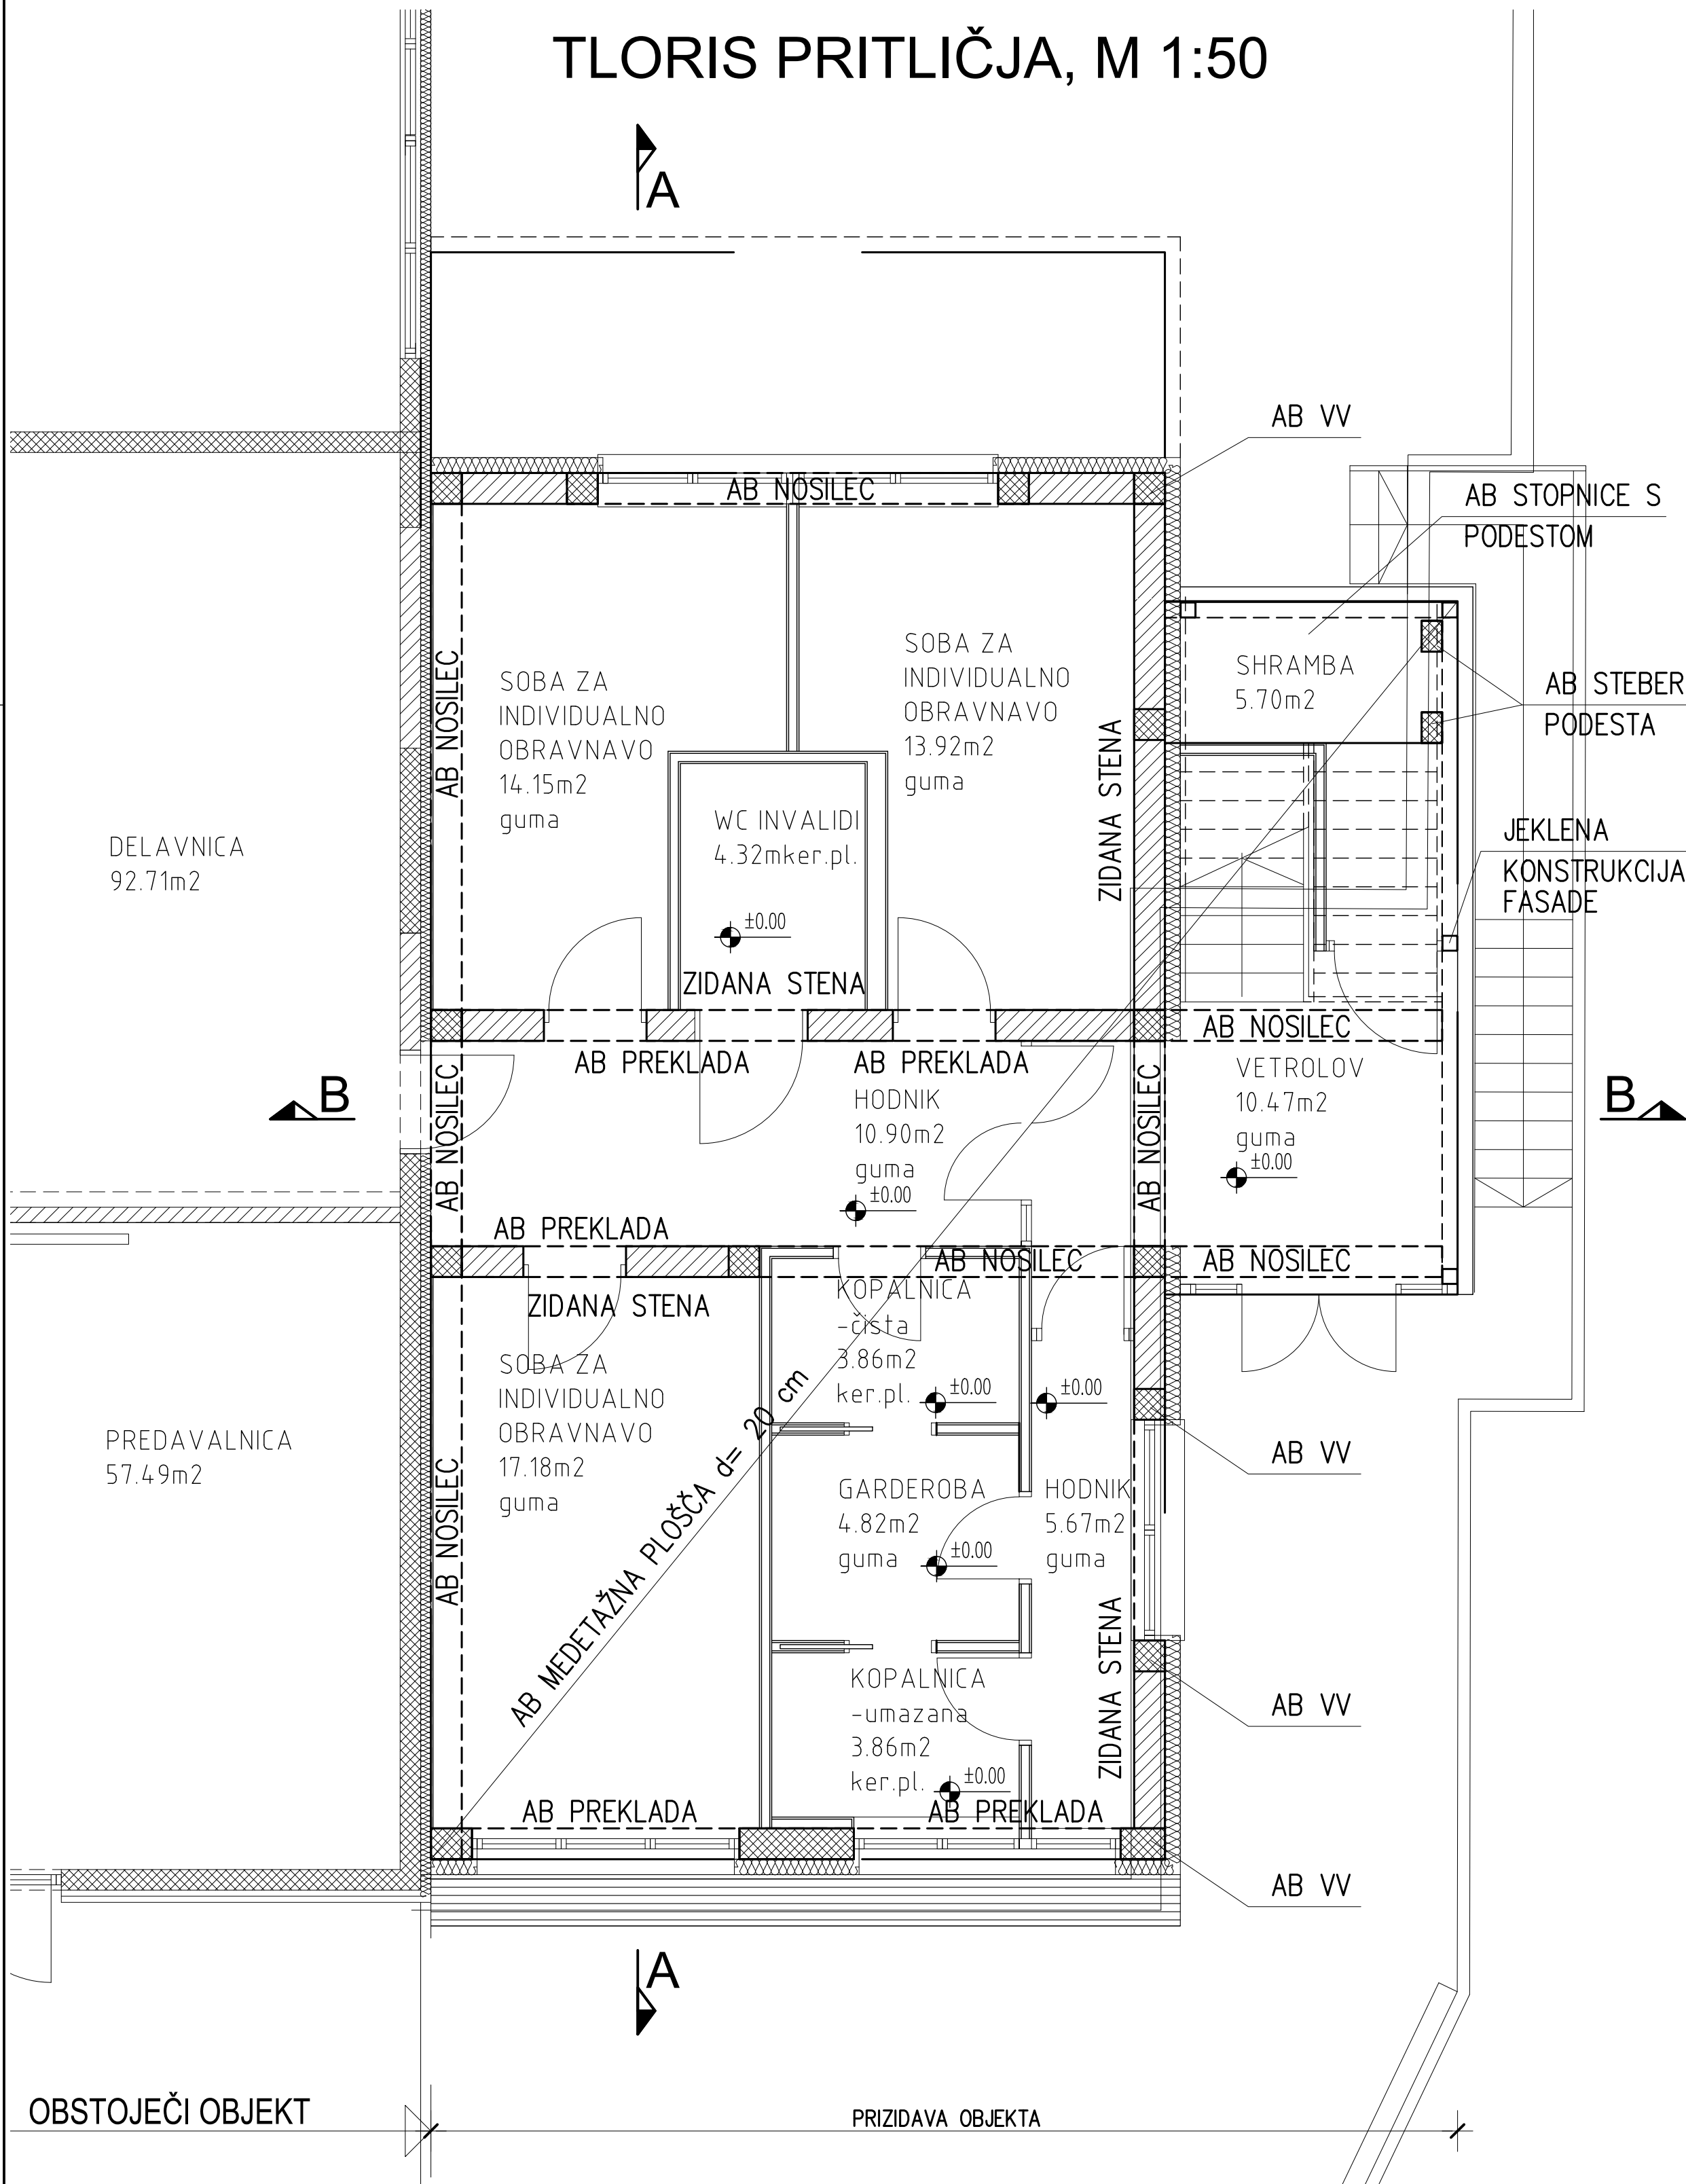 TLORIS PRITLIČJA, M 1:50
A
AB VV
AB STOPNICE S
PODESTOM
AB NOSILEC
SOBA ZA
INDIVIDUALNO
OBRAVNAVO
14.15m2
guma
AB NOSILEC
SOBA ZA
INDIVIDUALNO
OBRAVNAVO
13.92m2
guma
ZIDANA STENA
SHRAMBA
5.70m2
AB STEBER
PODESTA
JEKLENA
KONSTRUKCIJA
FASADE
DELAVNICA
92.71m2
WC INVALIDI
4.32mker.pl.
±0.00
ZIDANA STENA
AB PREKLADA
AB PREKLADA
AB NOSILEC
HODNIK
10.90m2
guma
±0.00
VETROLOV
10.47m2
guma
±0.00
B
B
AB NOSILEC
AB NOSILEC
AB PREKLADA
AB NOSILEC
AB NOSILEC
ZIDANA STENA
SOBA ZA
INDIVIDUALNO
OBRAVNAVO
17.18m2
guma
KOPALNICA
-čista
3.86m2
ker.pl.
±0.00
±0.00
PREDAVALNICA
57.49m2
AB NOSILEC
AB MEDETAŽNA PLOŠČA d= 20 cm
GARDEROBA
4.82m2
guma
±0.00
HODNIK
5.67m2
guma
AB VV
ZIDANA STENA
KOPALNICA
-umazana
3.86m2
ker.pl.
±0.00
AB VV
AB PREKLADA
AB PREKLADA
AB VV
A
OBSTOJEČI OBJEKT
PRIZIDAVA OBJEKTA